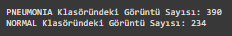 PNEUMONIA Klasöründeki Görüntü Sayısı: 390
NORMAL Klasöründeki Görüntü Sayısı: 234